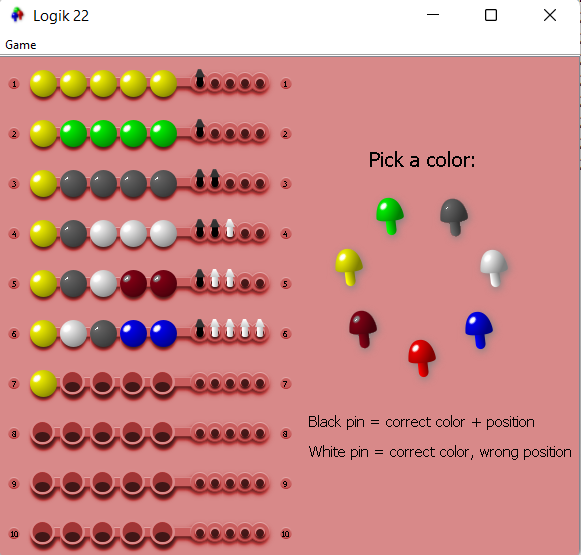 Logik 22
Game
1 1
2 2
3 3
Pick a color:
4 4
5 5
6 6
7 7
Black pin = correct color + position
8 8
White pin = correct color, wrong position
9 9
10 10